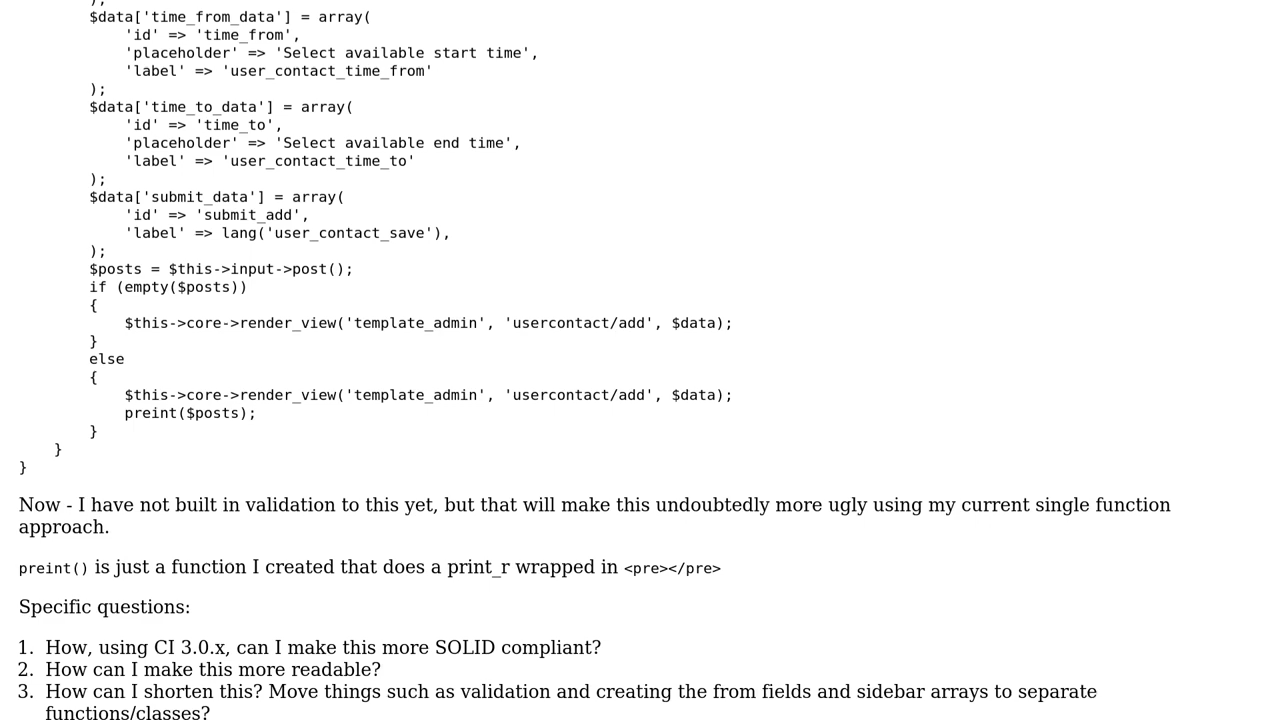 );
$data['time_from_data'] = array(
'id' => 'time_from',
'placeholder' => 'Select available start time',
'label' => 'user_contact_time_from'
);
$data['time_to_data'] = array(
'id' => 'time_to',
'placeholder' => 'Select available end time',
'label' => 'user_contact_time_to'
);
$data['submit_data'] = array(
'id' => 'submit_add',
'label' => lang('user_contact_save'),
);
$posts = $this->input->post();
if (empty($posts))
{
$this->core->render_view('template_admin', 'usercontact/add', $data);
}
else
{
$this->core->render_view('template_admin', 'usercontact/add', $data);
preint($posts);
}
}
}
Now - I have not built in validation to this yet, but that will make this undoubtedly more ugly using my current single function
approach.
preint() is just a function I created that does a print_r wrapped in <pre></pre>
Specific questions:
1. How, using CI 3.0.x, can I make this more SOLID compliant?
2. How can I make this more readable?
3. How can I shorten this? Move things such as validation and creating the from fields and sidebar arrays to separate
functions/classes?